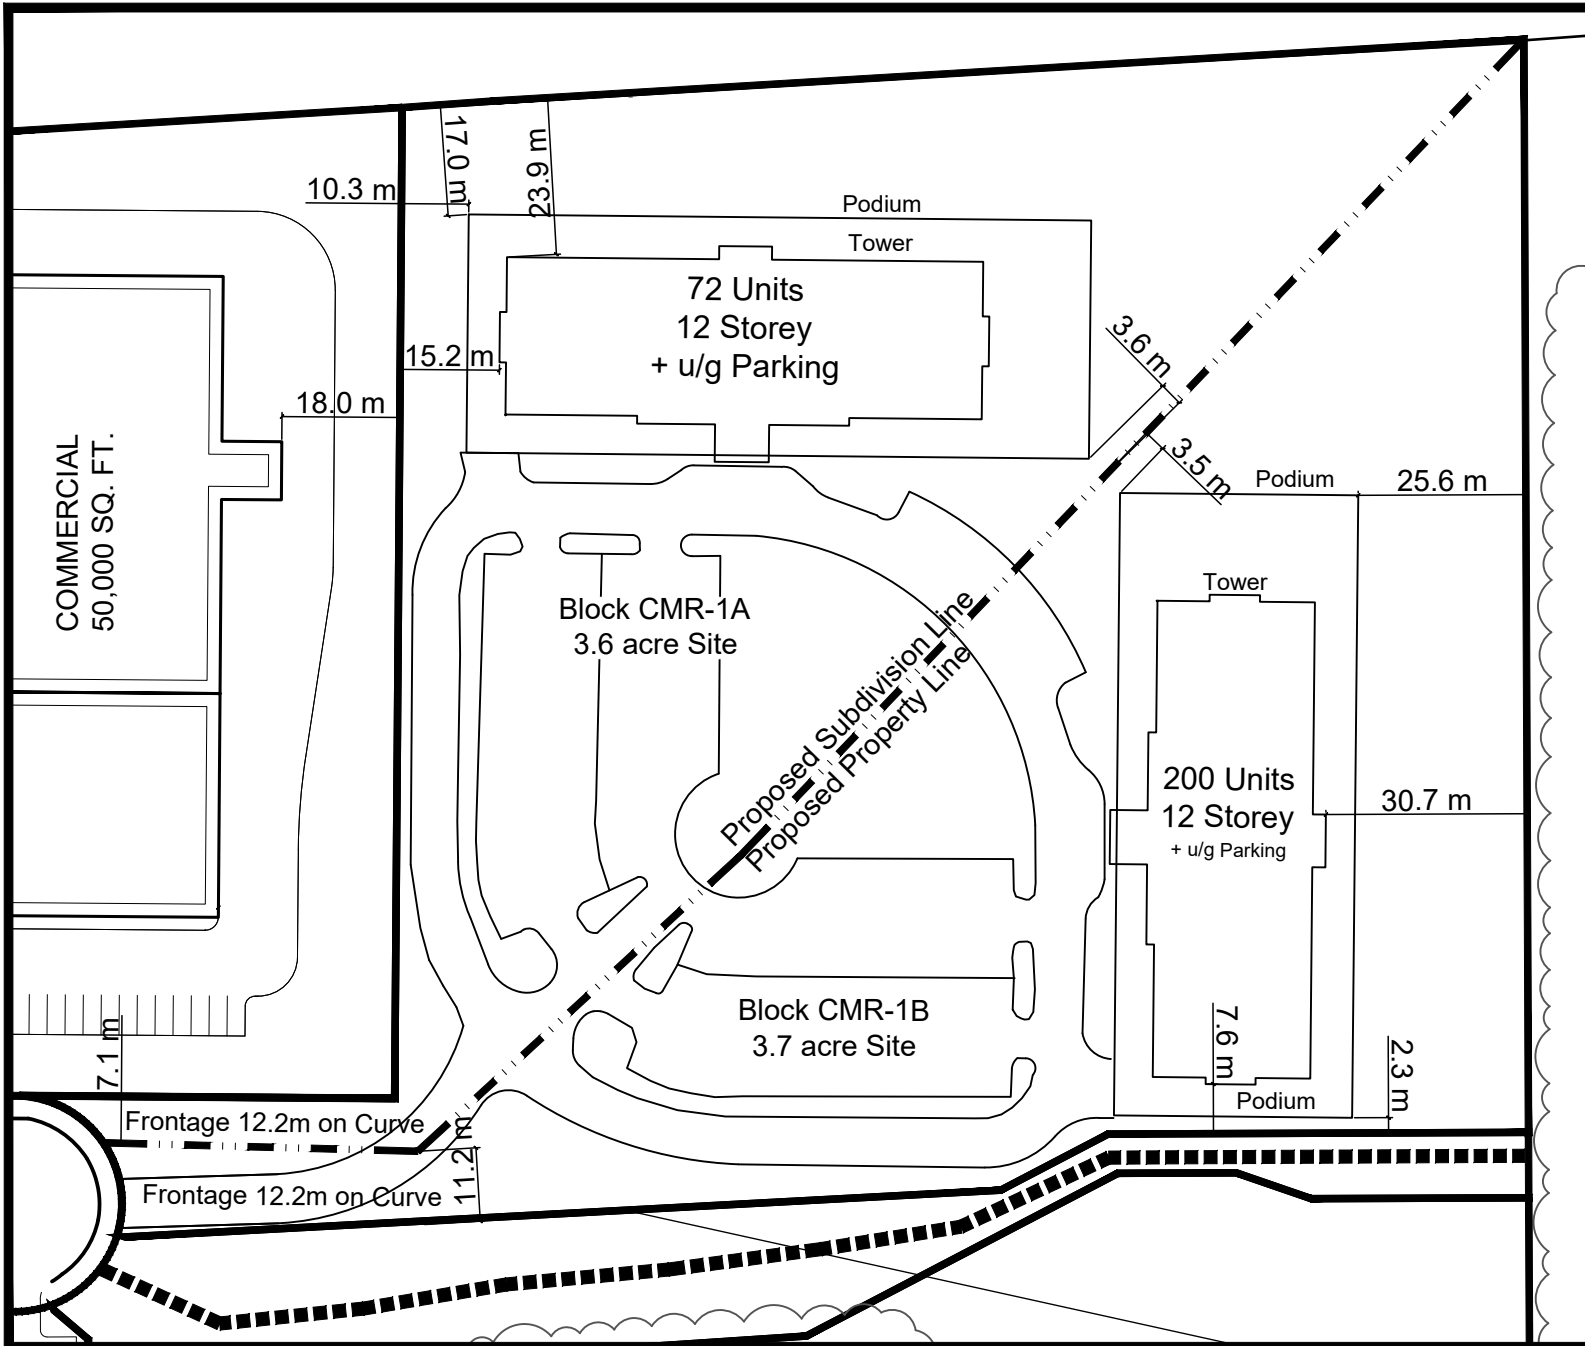 17.0 m
23.9 m
10.3 m
Podium
Tower
72 Units
12 Storey
+ u/g Parking
15.2 m
18.0 m
3.6 m
3.5 m
COMMERCIAL
50,000 SQ. FT.
Podium
25.6 m
Tower
Block CMR-1A
3.6 acre Site
Proposed Subdivision Line
Proposed Property Line
200 Units
12 Storey
+ u/g Parking
30.7 m
Block CMR-1B
3.7 acre Site
7.6 m
2.3 m
7.1 m
Podium
Frontage 12.2m on Curve
11.2 m
Frontage 12.2m on Curve